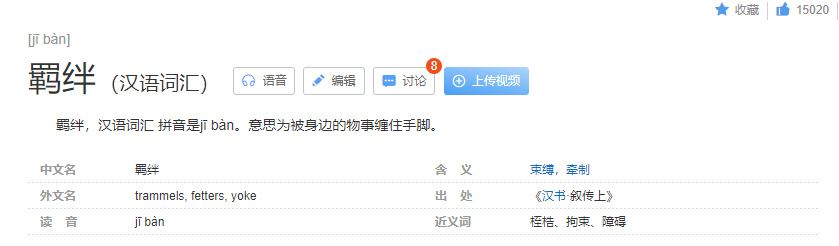 收藏 15020
[jī bàn]
羁绊（汉语词汇） 语音 编辑 讨论 8 上传视频
羁绊，汉语词汇 拼音是jī bàn。意思为被身边的物事缠住手脚。
中文名 羁绊 含 义 束缚，牵制
外文名 trammels, fetters, yoke 出 处 《汉书·叙传上》
读 音 jī bàn 近义词 桎梏、拘束、障碍